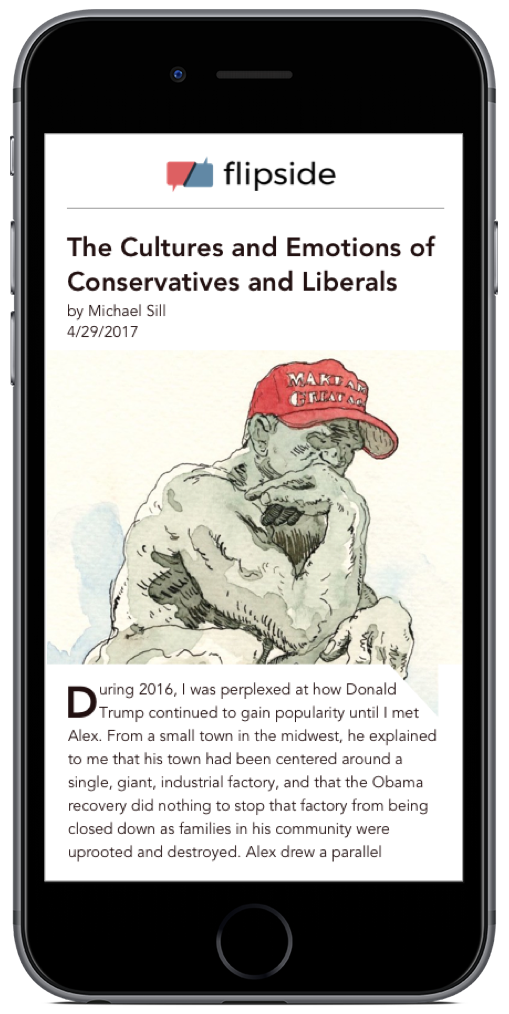 flipside
The Cultures and Emotions of
Conservatives and Liberals
by Michael Sill
4/29/2017
MAKE AM
GREAT AG
During 2016, I was perplexed at how Donald
Trump continued to gain popularity until I met
Alex. From a small town in the midwest, he explained
to me that his town had been centered around a
single, giant, industrial factory, and that the Obama
recovery did nothing to stop that factory from being
closed down as families in his community were
uprooted and destroyed. Alex drew a parallel